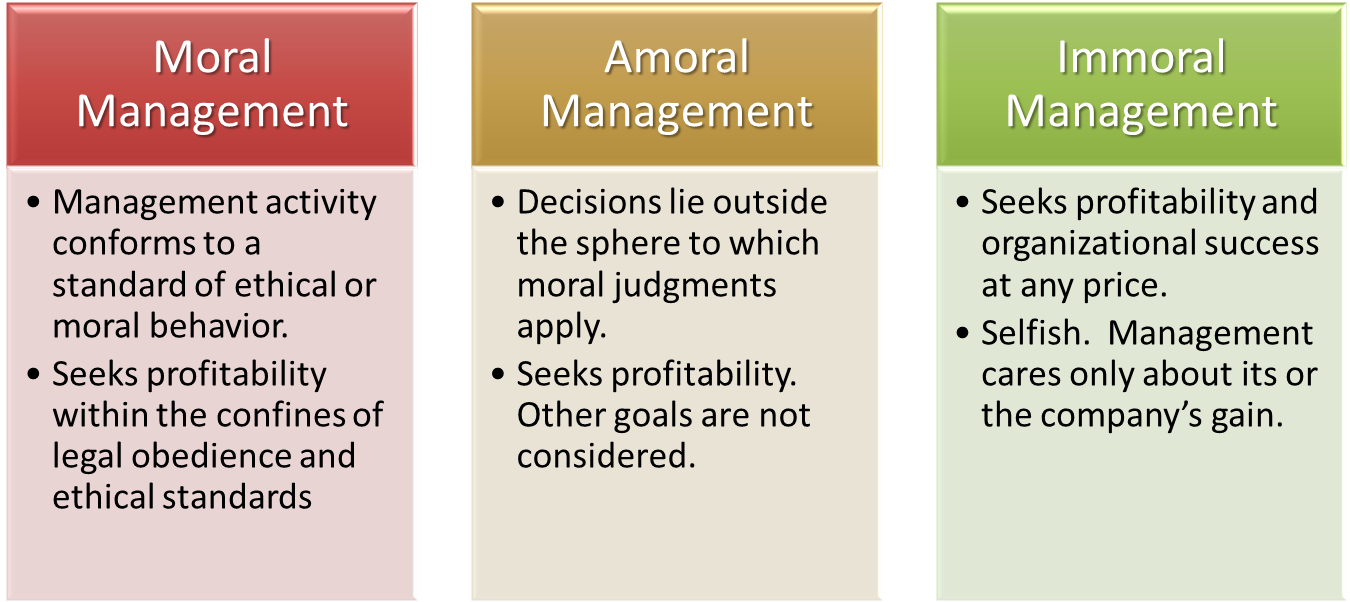 Moral
Management
• Management activity
conforms to a
standard of ethical or
moral behavior.
• Seeks profitability
within the confines of
legal obedience and
ethical standards
Amoral
Management
• Decisions lie outside
the sphere to which
moral judgments
apply.
• Seeks profitability.
Other goals are not
considered.
Immoral
Management
• Seeks profitability and
organizational success
at any price.
• Selfish.  Management
cares only about its or
the company’s gain.